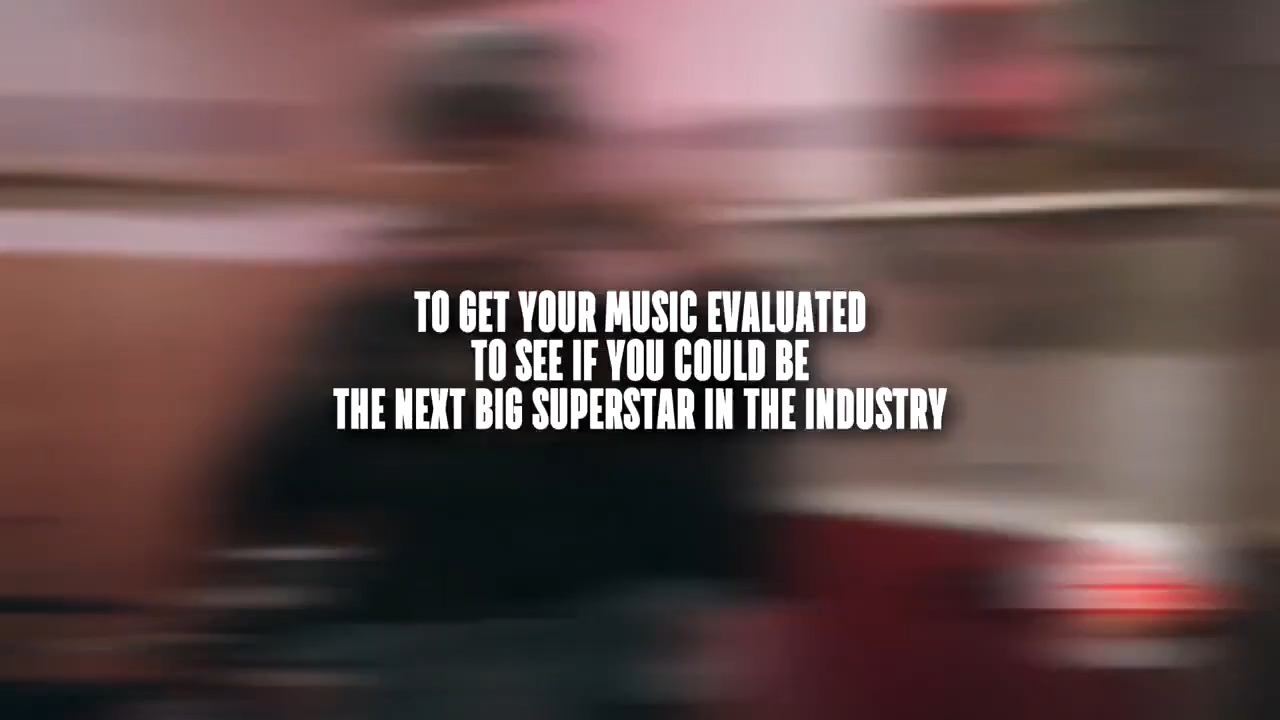 TO GET YOUR MUSIC EVALUATED
TO SEE IF YOU COULD BE
THE NEXT BIG SUPERSTAR IN THE INDUSTRY